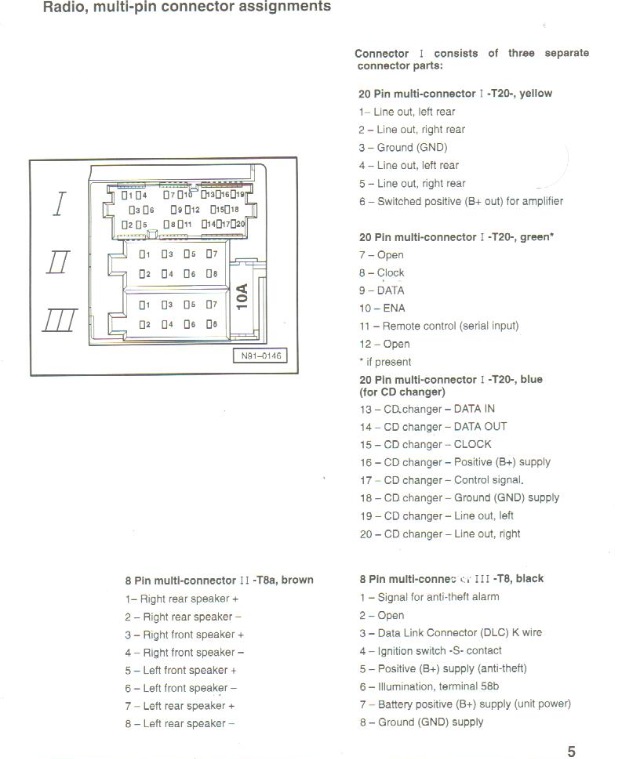 Radio, multi-pin connector assignments
Connector I consists of three separate
connector parts:
20 Pin multi-connector I -T20-, yellow
1– Line out, left rear
2 – Line out, right rear
3 – Ground (GND)
4 – Line out, left rear
5 – Line out, right rear
6 – Switched positive (B+ out) for amplifier
20 Pin multi-connector I -T20-, green*
7 – Open
8 – Clock
9 – DATA
10 – ENA
11 – Remote control (serial input)
12 – Open
* if present
20 Pin multi-connector I -T20-, blue
(for CD changer)
13 – CD changer – DATA IN
14 – CD changer – DATA OUT
15 – CD changer – CLOCK
16 – CD changer – Positive (B+) supply
17 – CD changer – Control signal.
18 – CD changer – Ground (GND) supply
19 – CD changer – Line out, left
20 – CD changer – Line out, right
I
1 4 7 10 13 16 19
3 6 9 12 15 18
2 5 8 11 14 17 20
II
1 3 5 7
2 4 6 8
III
1 3 5 7
2 4 6 8
10A
N91–0146
8 Pin multi-connector II -T8a, brown
1– Right rear speaker +
2 – Right rear speaker –
3 – Right front speaker +
4 – Right front speaker –
5 – Left front speaker +
6 – Left front speaker –
7 – Left rear speaker +
8 – Left rear speaker –
8 Pin multi-connector III -T8, black
1 – Signal for anti-theft alarm
2 – Open
3 – Data Link Connector (DLC) K wire
4 – Ignition switch -S- contact
5 – Positive (B+) supply (anti-theft)
6 – Illumination, terminal 58b
7 – Battery positive (B+) supply (unit power)
8 – Ground (GND) supply
5